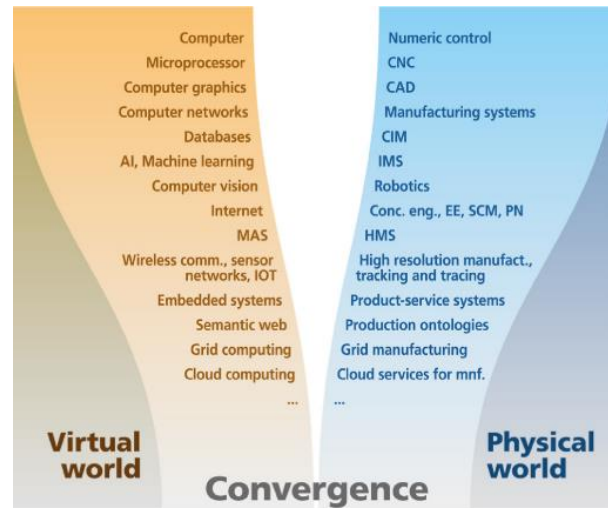 Computer
Microprocessor
Computer graphics
Computer networks
Databases
AI, Machine learning
Computer vision
Internet
MAS
Wireless comm., sensor
networks, IOT
Embedded systems
Semantic web
Grid computing
Cloud computing
...
Numeric control
CNC
CAD
Manufacturing systems
CIM
IMS
Robotics
Conc. eng., EE, SCM, PN
HMS
High resolution manufact.,
tracking and tracing
Product-service systems
Production ontologies
Grid manufacturing
Cloud services for mnf.
...
Virtual
world
Physical
world
Convergence